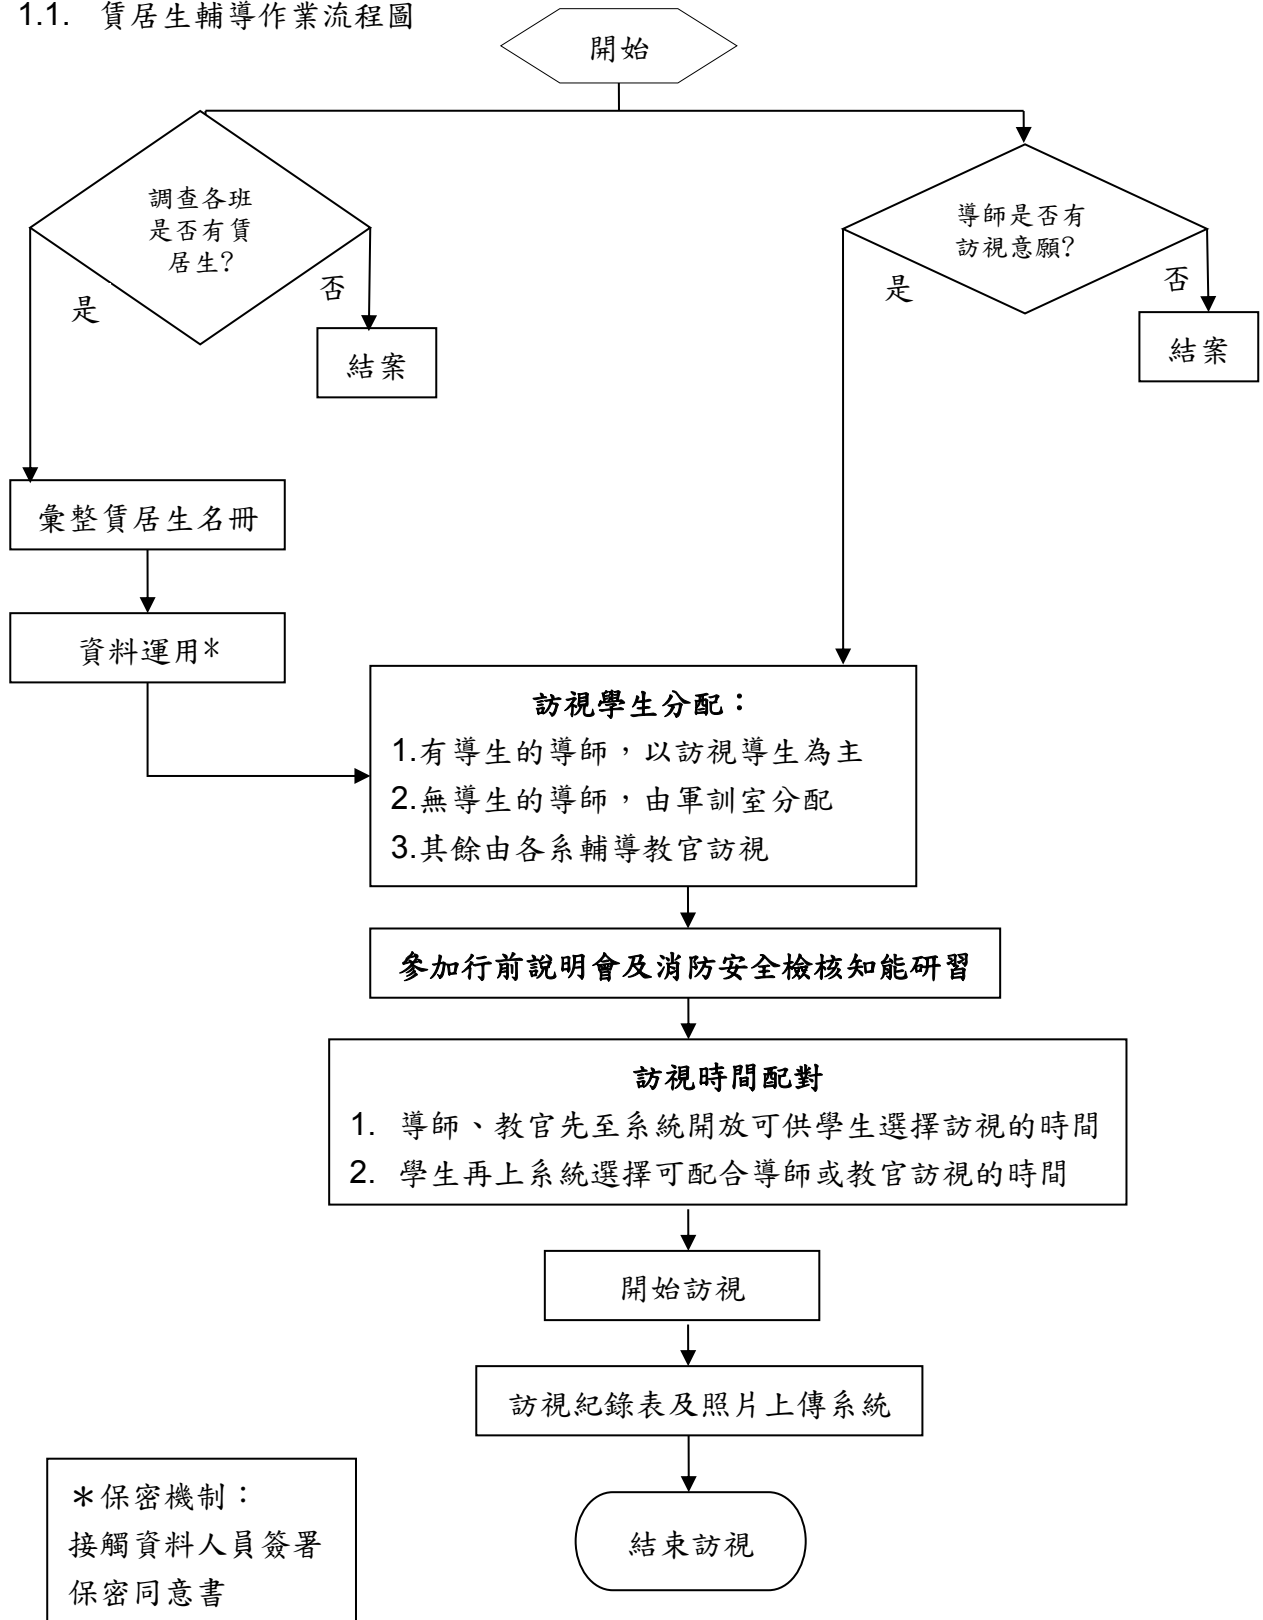 1.1. 賃居生輔導作業流程圖
開始
調查各班
是否有賃
居生?
導師是否有
訪視意願?
是
否
是
否
結案
結案
彙整賃居生名冊
資料運用*
訪視學生分配：
1.有導生的導師，以訪視導生為主
2.無導生的導師，由軍訓室分配
3.其餘由各系輔導教官訪視
參加行前說明會及消防安全檢核知能研習
訪視時間配對
1. 導師、教官先至系統開放可供學生選擇訪視的時間
2. 學生再上系統選擇可配合導師或教官訪視的時間
開始訪視
訪視紀錄表及照片上傳系統
結束訪視
＊保密機制：
接觸資料人員簽署
保密同意書